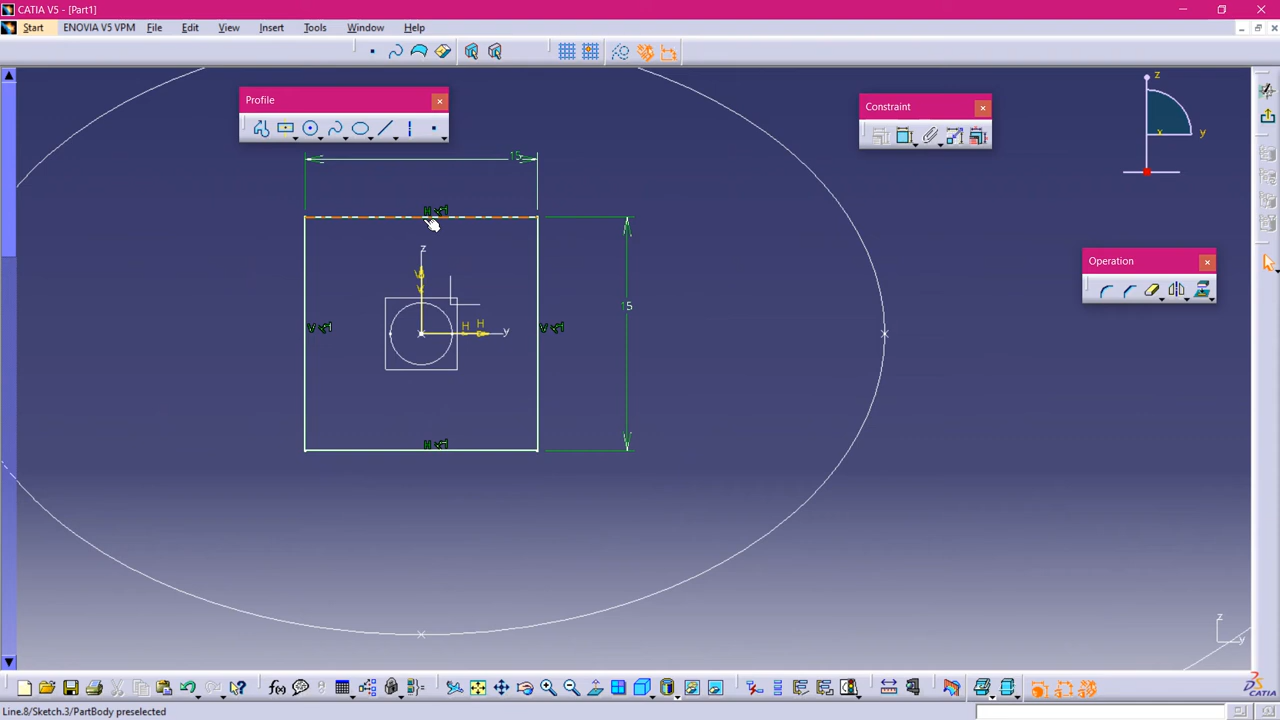 CATIA V5 - [Part1]
Start ENOVIA V5 VPM File Edit View Insert Tools Window Help
Profile
Constraint
z
x y
15
H
z
V
15
Operation
V H H y V
H
z
y
f(x)
CATIA
Line.8/Sketch.3/PartBody preselected